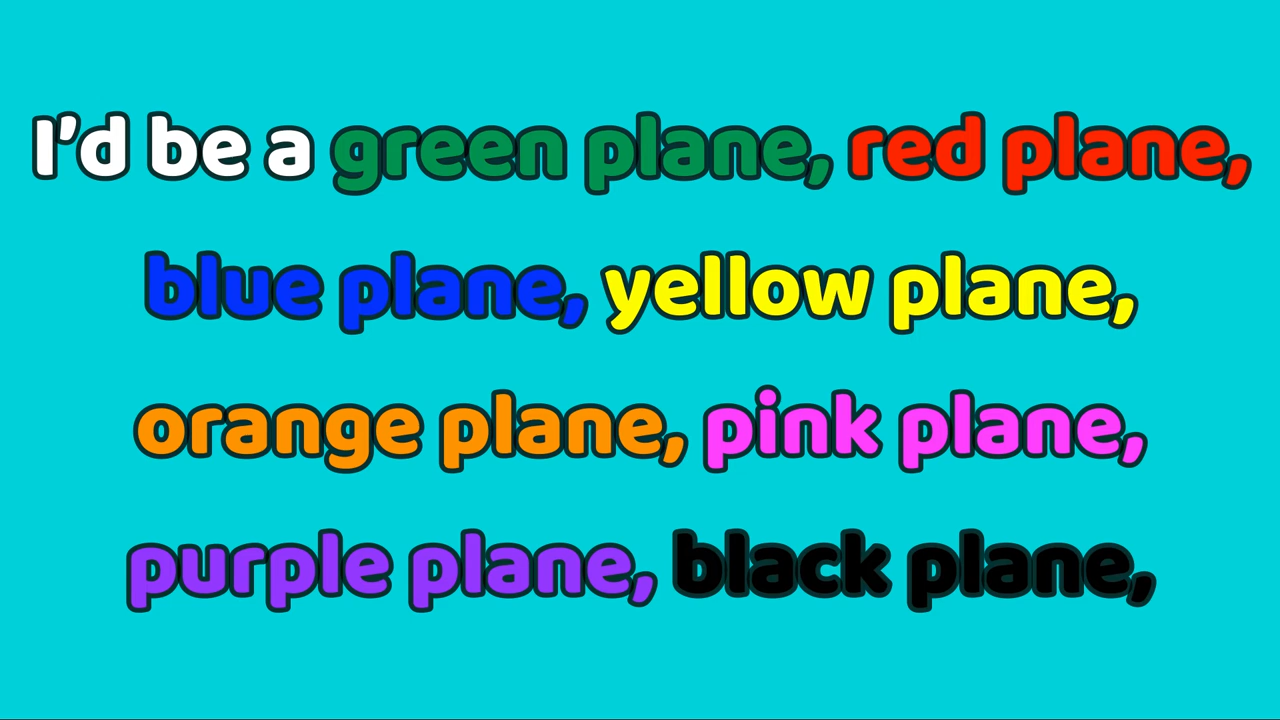 I’d be a green plane, red plane,
blue plane, yellow plane,
orange plane, pink plane,
purple plane, black plane,